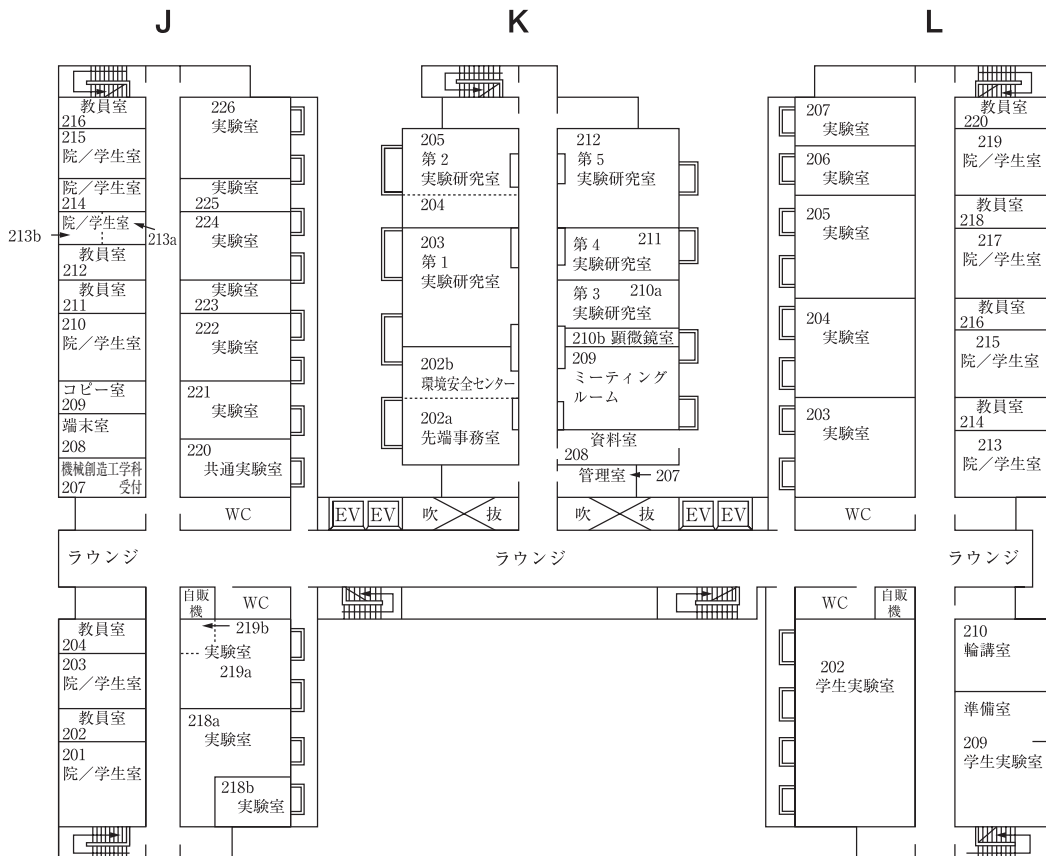 J
K
L
教員室
216
215
院／学生室
院／学生室
214
院／学生室
213b
213a
教員室
212
教員室
211
210
院／学生室
コピー室
209
端末室
208
機械創造工学科
207 受付
226
実験室
実験室
225
224
実験室
実験室
223
222
実験室
221
実験室
220
共通実験室
WC
205
第2
実験研究室
204
203
第1
実験研究室
202b
環境安全センター
202a
先端事務室
212
第5
実験研究室
211
第4
実験研究室
第3 210a
実験研究室
210b 顕微鏡室
209
ミーティング
ルーム
資料室
208
管理室
207
EV EV
吹 抜
吹 抜
EV EV
207
実験室
206
実験室
205
実験室
204
実験室
203
実験室
WC
教員室
220
219
院／学生室
教員室
218
217
院／学生室
教員室
216
215
院／学生室
教員室
214
213
院／学生室
ラウンジ
ラウンジ
ラウンジ
教員室
204
203
院／学生室
教員室
202
201
院／学生室
自販
機
WC
219b
実験室
219a
218a
実験室
218b
実験室
WC
自販
機
202
学生実験室
210
輪講室
準備室
209
学生実験室